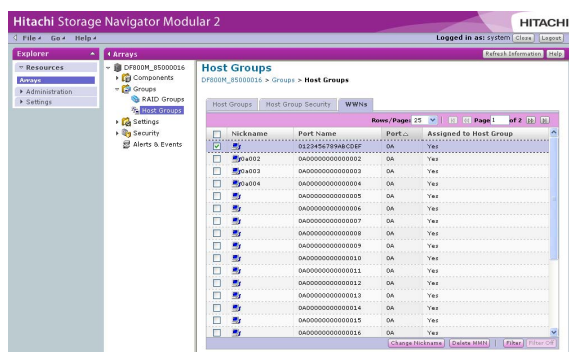 Hitachi Storage Navigator Modular 2
HITACHI
File Go Help
Logged in as: system Close Logout
Explorer
Arrays
Refresh Information Help
Resources
Arrays
Administration
Settings
DF800M_85000016
Components
Groups
RAID Groups
Host Groups
Settings
Security
Alerts & Events
Host Groups
DF800M_85000016 > Groups > Host Groups
Host Groups Host Group Security WWNs
Rows/Page: 25 Page 1 of 2
Nickname Port Name Port Assigned to Host Group
0123456789ABCDEF 0A Yes
0a002 0A00000000000002 0A Yes
0a003 0A00000000000003 0A Yes
0a004 0A00000000000004 0A Yes
0A00000000000005 0A Yes
0A00000000000006 0A Yes
0A00000000000007 0A Yes
0A00000000000008 0A Yes
0A00000000000009 0A Yes
0A00000000000010 0A Yes
0A00000000000011 0A Yes
0A00000000000012 0A Yes
0A00000000000013 0A Yes
0A00000000000014 0A Yes
0A00000000000015 0A Yes
0A00000000000016 0A Yes
Change Nickname Delete WWN Filter Filter Off